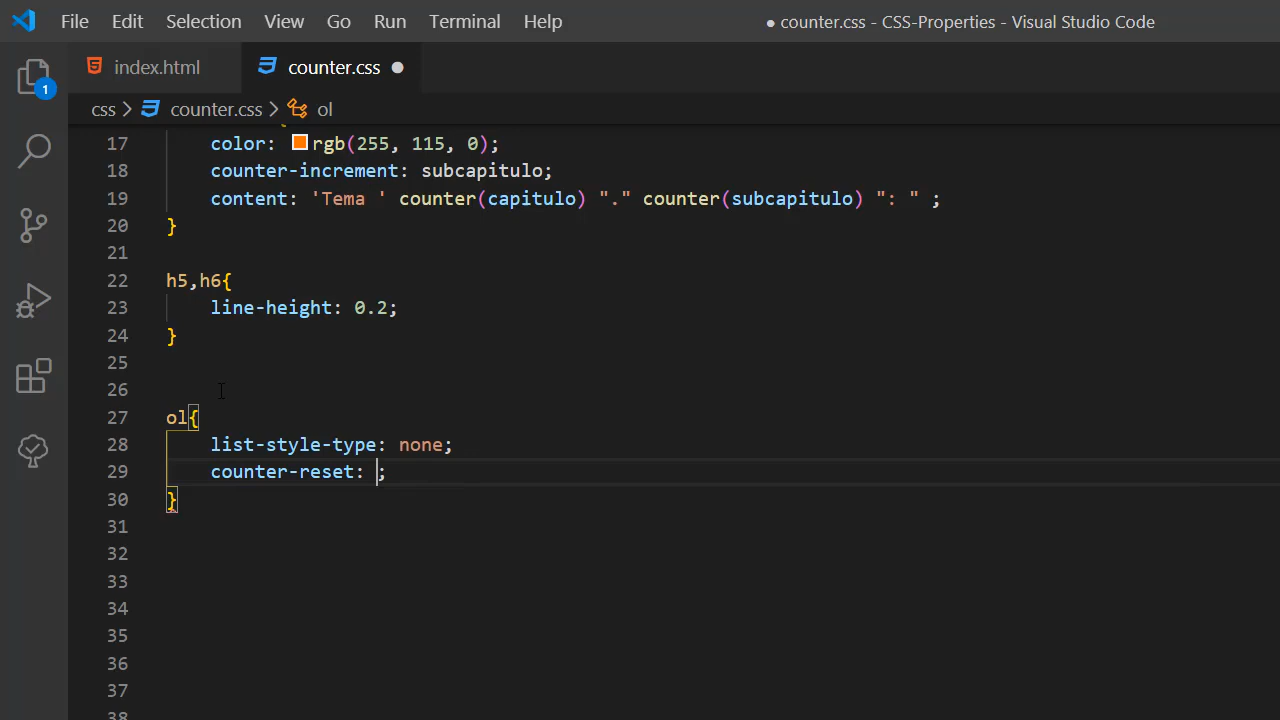 File Edit Selection View Go Run Terminal Help ● counter.css - CSS-Properties - Visual Studio Code
index.html counter.css ●
css > counter.css > ol
17 color: rgb(255, 115, 0);
18 counter-increment: subcapitulo;
19 content: 'Tema ' counter(capitulo) "." counter(subcapitulo) ": " ;
20 }
21
22 h5,h6{
23 line-height: 0.2;
24 }
25
26
27 ol{
28 list-style-type: none;
29 counter-reset: ;
30 }
31
32
33
34
35
36
37
38
1